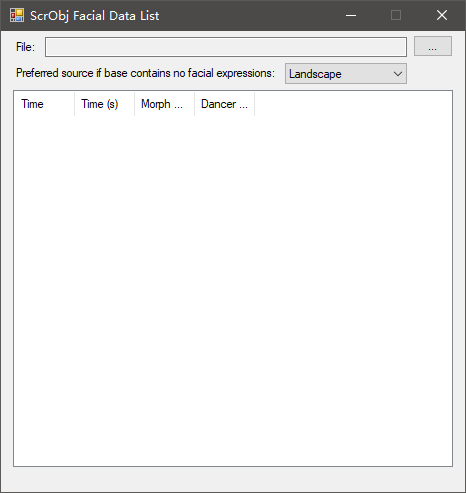 ScrObj Facial Data List
File: ...
Preferred source if base contains no facial expressions: Landscape
Time Time (s) Morph ... Dancer ...